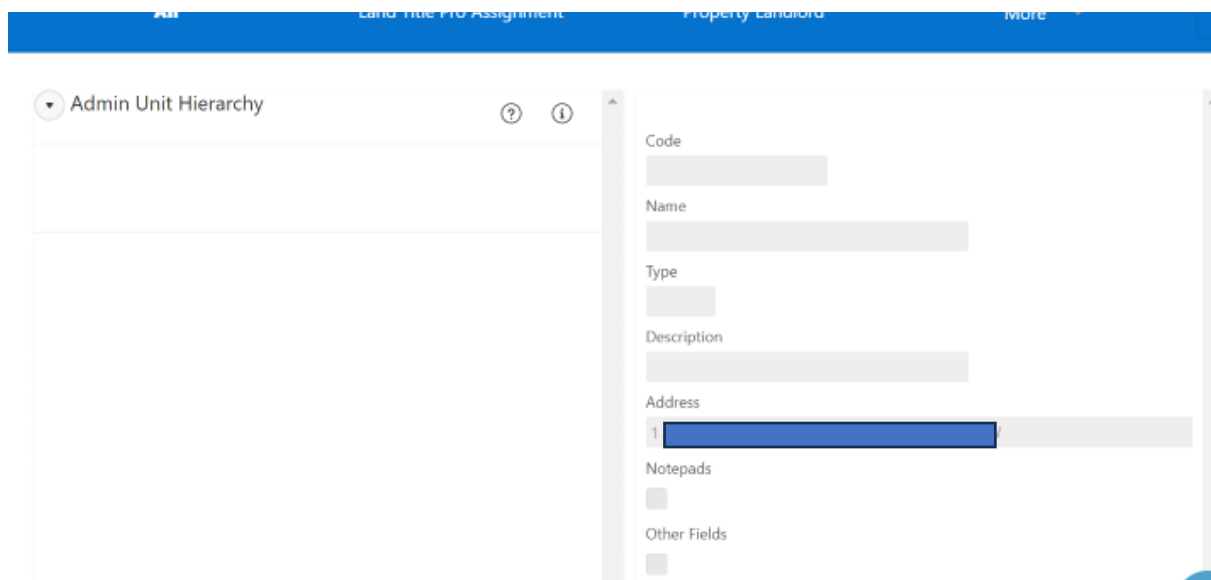 All Land Title Pro Assignment Property Landlord More
Admin Unit Hierarchy
Code
Name
Type
Description
Address
1
Notepads
Other Fields